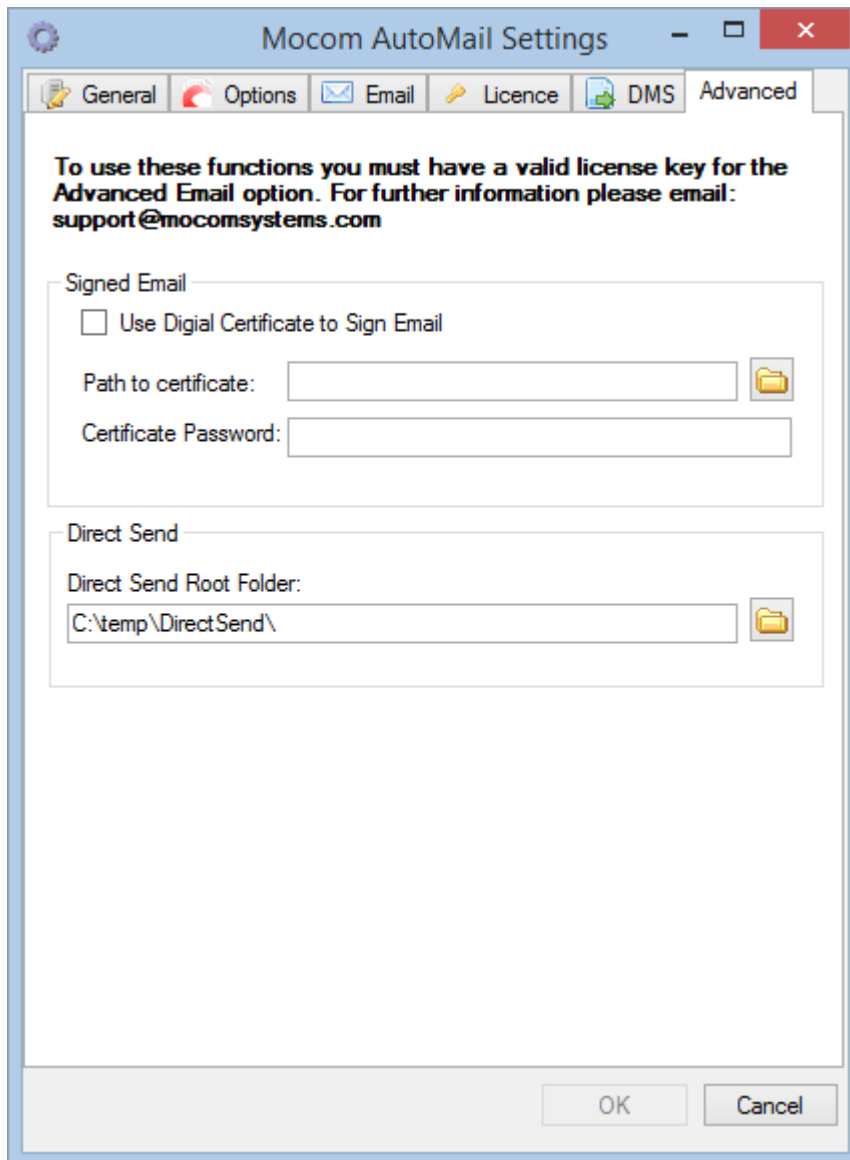 Mocom AutoMail Settings
General Options Email Licence DMS Advanced
To use these functions you must have a valid license key for the
Advanced Email option. For further information please email:
support@mocomsystems.com
Signed Email
Use Digial Certificate to Sign Email
Path to certificate:
Certificate Password:
Direct Send
Direct Send Root Folder:
C:\temp\DirectSend\
OK Cancel